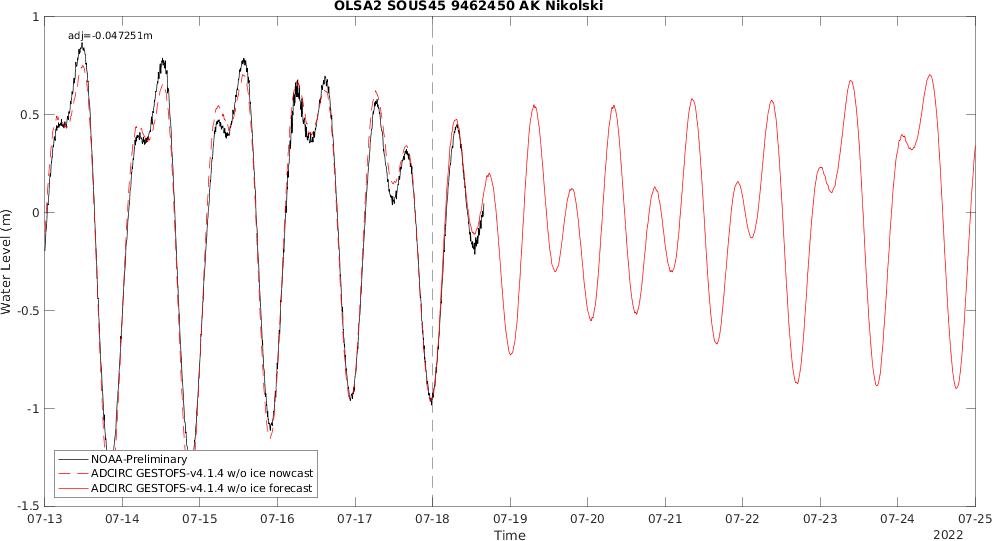 OLSA2 SOUS45 9462450 AK Nikolski
adj=-0.047251m
1
0.5
0
-0.5
-1
-1.5
Water Level (m)
NOAA-Preliminary
ADCIRC GESTOFS-v4.1.4 w/o ice nowcast
ADCIRC GESTOFS-v4.1.4 w/o ice forecast
07-13 07-14 07-15 07-16 07-17 07-18 07-19 07-20 07-21 07-22 07-23 07-24 07-25
Time
2022